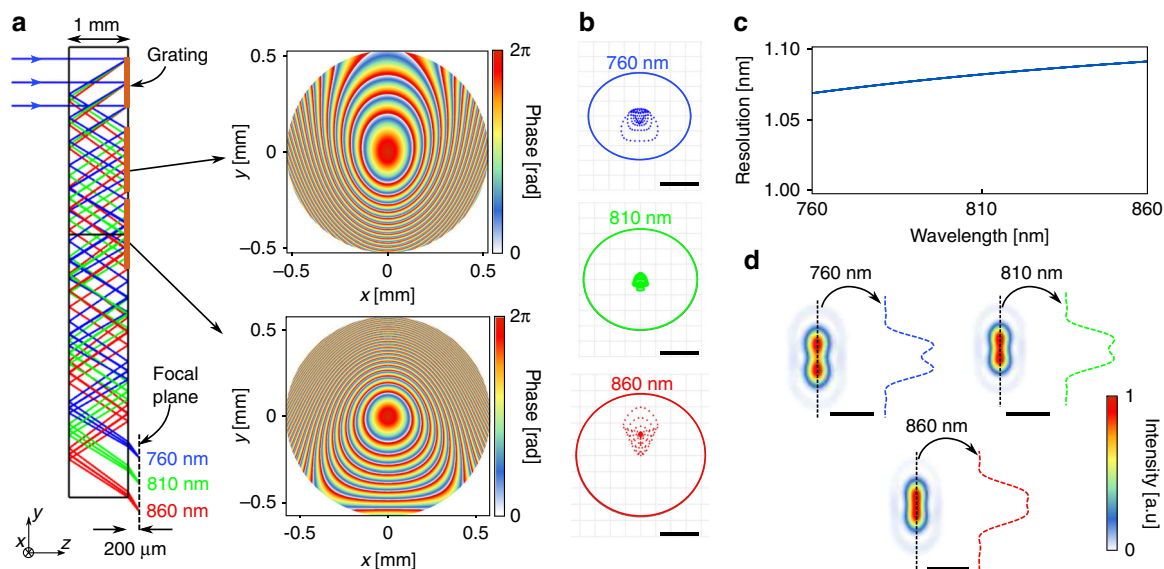 a
1 mm
Grating
Focal
plane
760 nm
810 nm
860 nm
y
x
z
200 μm
0.5
0
−0.5
y [mm]
−0.5
0
0.5
x [mm]
2π
0
Phase [rad]
0.5
0
−0.5
y [mm]
−0.5
0
0.5
x [mm]
2π
0
Phase [rad]
b
760 nm
810 nm
860 nm
c
1.10
1.05
1.00
Resolution [nm]
760
810
860
Wavelength [nm]
d
760 nm
810 nm
860 nm
1
0
Intensity [a.u]